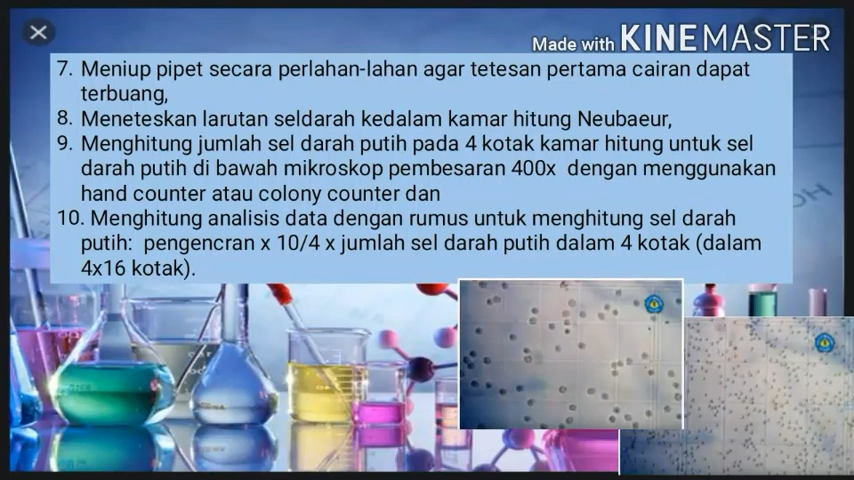 Made with KINEMASTER
7. Meniup pipet secara perlahan-lahan agar tetesan pertama cairan dapat
terbuang,
8. Meneteskan larutan seldarah kedalam kamar hitung Neubaeur,
9. Menghitung jumlah sel darah putih pada 4 kotak kamar hitung untuk sel
darah putih di bawah mikroskop pembesaran 400x dengan menggunakan
hand counter atau colony counter dan
10. Menghitung analisis data dengan rumus untuk menghitung sel darah
putih: pengencran x 10/4 x jumlah sel darah putih dalam 4 kotak (dalam
4x16 kotak).